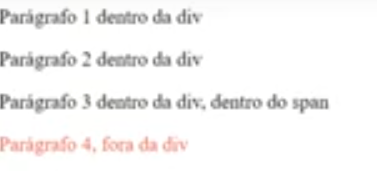 Parágrafo 1 dentro da div
Parágrafo 2 dentro da div
Parágrafo 3 dentro da div, dentro do span
Parágrafo 4, fora da div